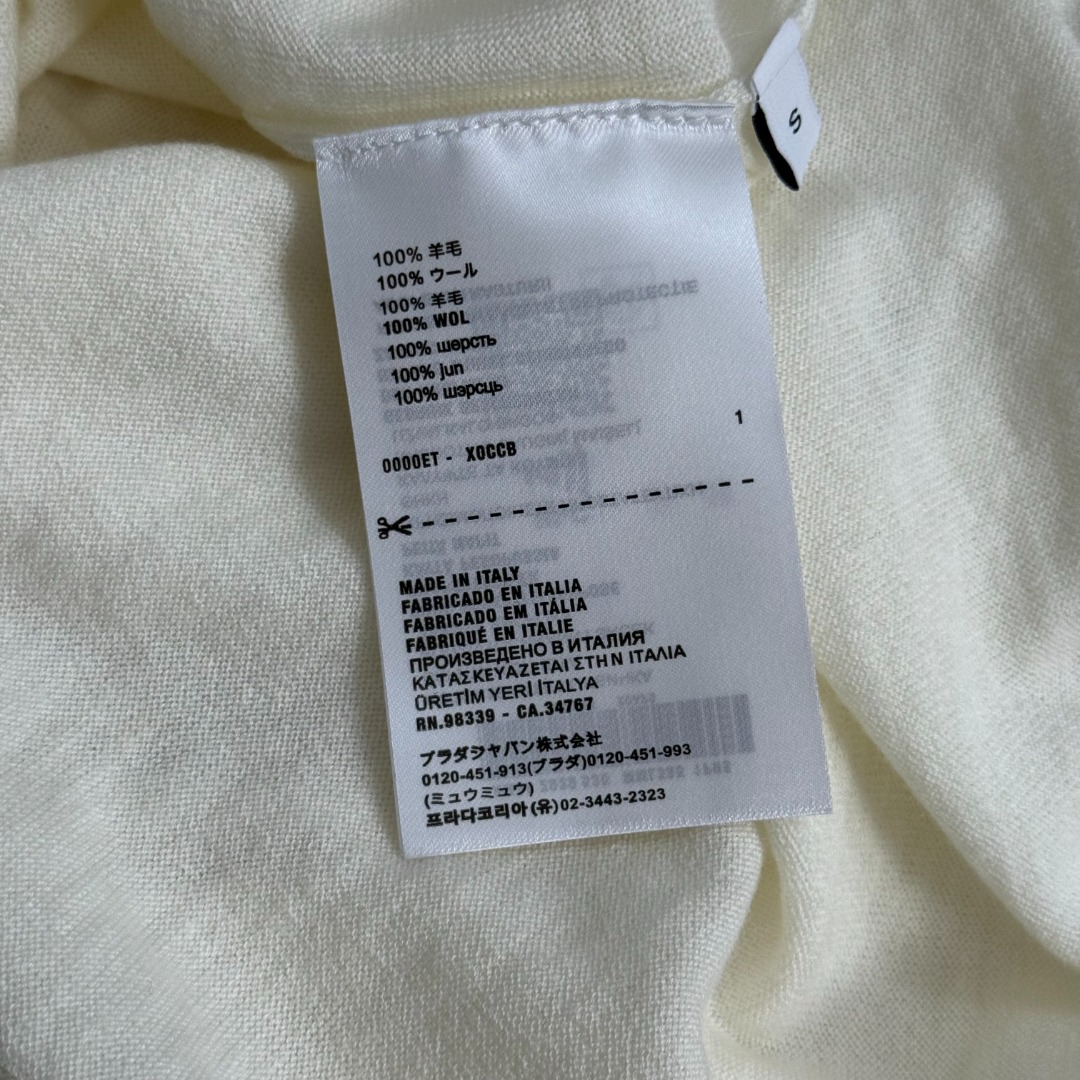 S
100% 羊毛
100% ウール
100% 羊毛
100% WOL
100% шерсть
100% jun
100% шэрсць
1
0000ET - X0CCB
MADE IN ITALY
FABRICADO EN ITALIA
FABRICADO EM ITÁLIA
FABRIQUÉ EN ITALIE
ПРОИЗВЕДЕНО В ИТАЛИЯ
ΚΑΤΑΣΚΕΥΑΖΕΤΑΙ ΣΤΗΝ ΙΤΑΛΙΑ
ÜRETİM YERİ İTALYA
RN.98339 - CA.34767
プラダジャパン株式会社
0120-451-913(プラダ)0120-451-993
(ミュウミュウ)
프라다코리아(유)02-3443-2323